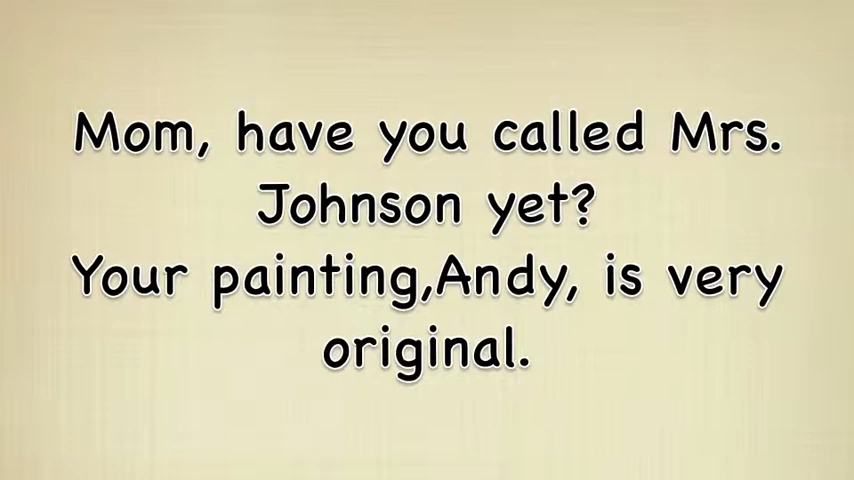 Mom, have you called Mrs.
Johnson yet?
Your painting,Andy, is very
original.